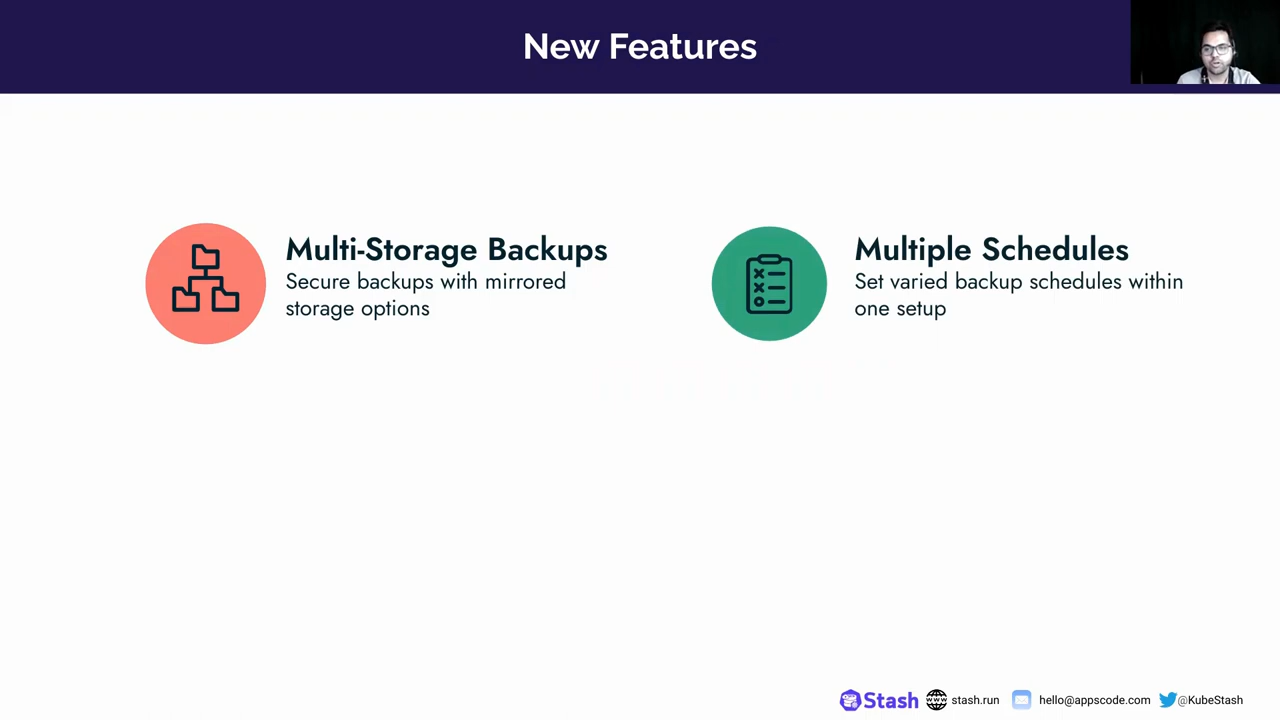 New Features
Multi-Storage Backups
Secure backups with mirrored
storage options
Multiple Schedules
Set varied backup schedules within
one setup
Stash
WWW
stash.run
hello@appscode.com
@KubeStash